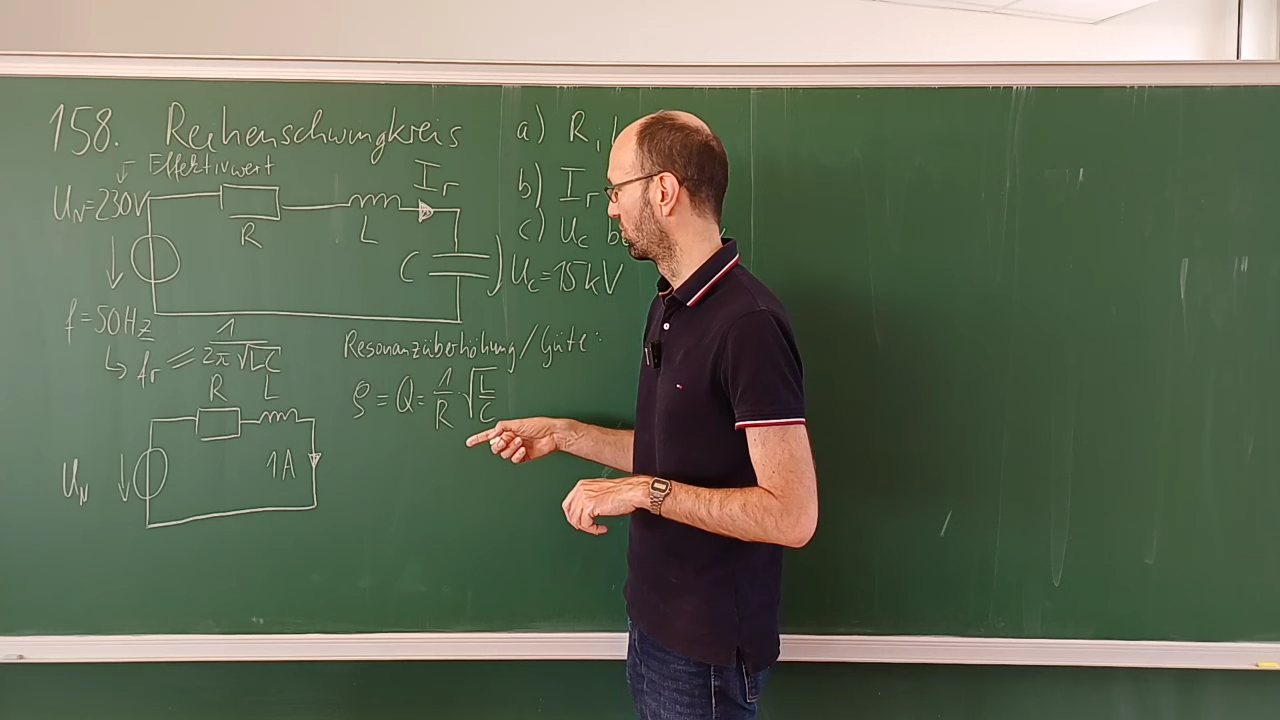 158. Reihenschwingkreis
Effektivwert
U_N=230V
R
L
I_r
C
U_c=15kV
f=50Hz
↳ f_r = 1/(2π√LC)
a) R,
b) I_r
c) U_c b
Resonanzüberhöhung/Güte:
ϱ = Q = 1/R · √(L/C)
R L
U_N
1A